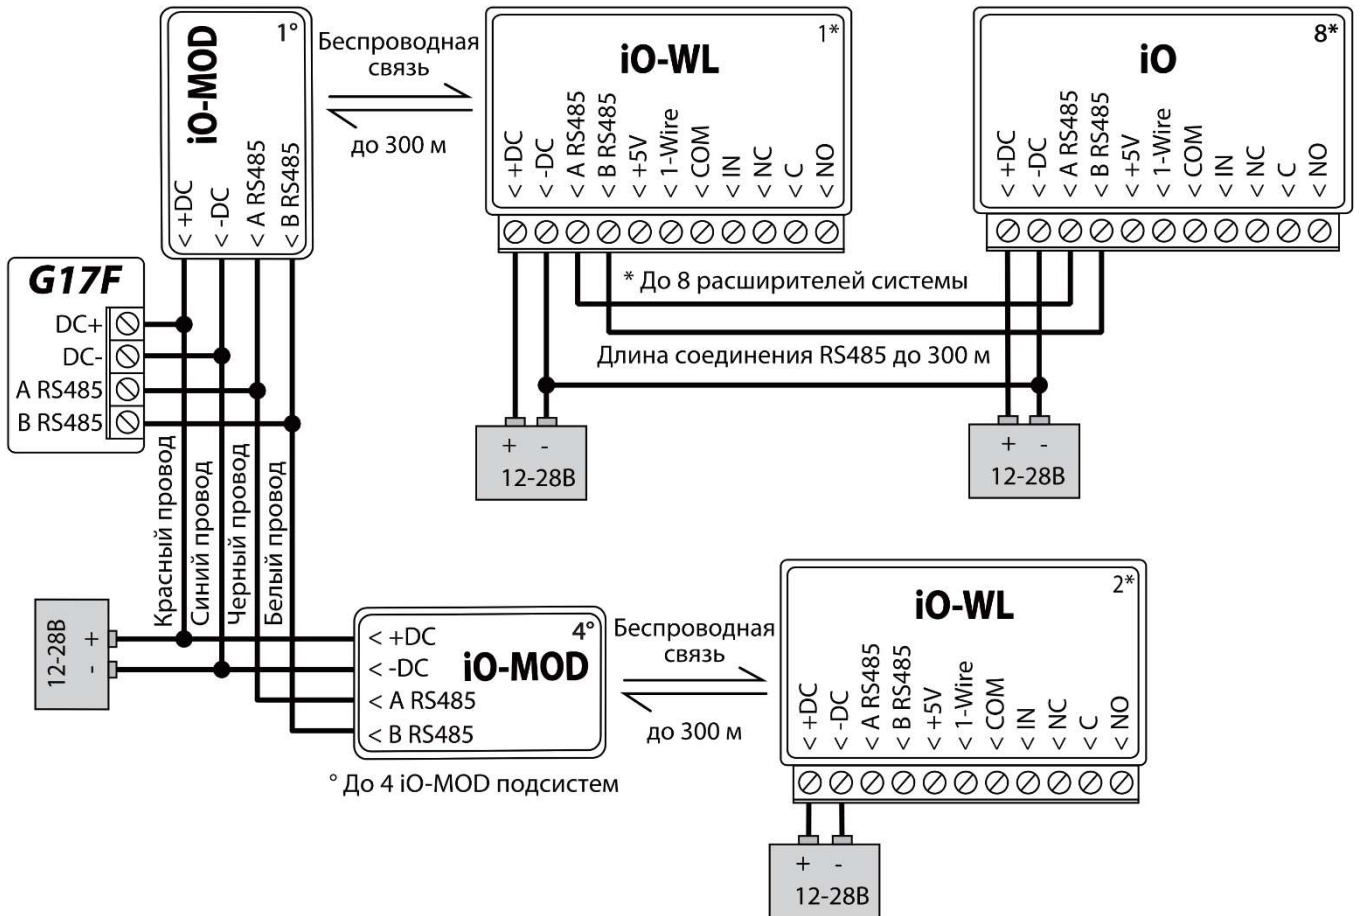 iO-MOD
1°
< +DC
< -DC
< A RS485
< B RS485
Беспроводная
связь
до 300 м
iO-WL
1*
< +DC
< -DC
< A RS485
< B RS485
< +5V
< 1-Wire
< COM
< IN
< NC
< C
< NO
iO
8*
< +DC
< -DC
< A RS485
< B RS485
< +5V
< 1-Wire
< COM
< IN
< NC
< C
< NO
G17F
DC+
DC-
A RS485
B RS485
* До 8 расширителей системы
Длина соединения RS485 до 300 м
+ -
12-28В
+ -
12-28В
Красный провод
Синий провод
Черный провод
Белый провод
12-28В
+
-
4°
iO-MOD
< +DC
< -DC
< A RS485
< B RS485
° До 4 iO-MOD подсистем
Беспроводная
связь
до 300 м
iO-WL
2*
< +DC
< -DC
< A RS485
< B RS485
< +5V
< 1-Wire
< COM
< IN
< NC
< C
< NO
+ -
12-28В